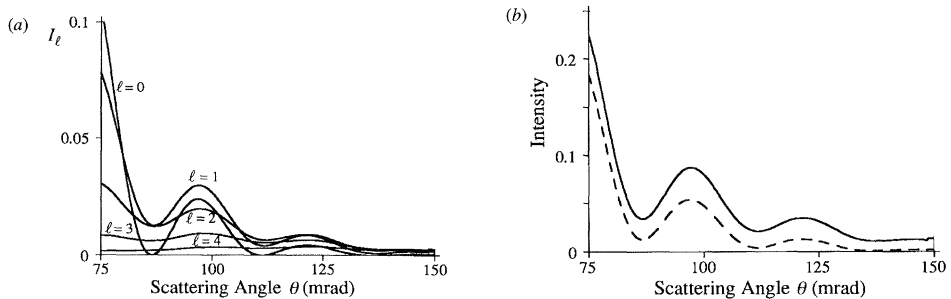 (a)
I_ℓ
0.1
0.05
0
ℓ=0
ℓ = 1
ℓ = 2
ℓ = 3
ℓ = 4
75
100
125
150
Scattering Angle θ (mrad)
(b)
Intensity
0.2
0.1
0
75
100
125
150
Scattering Angle θ (mrad)